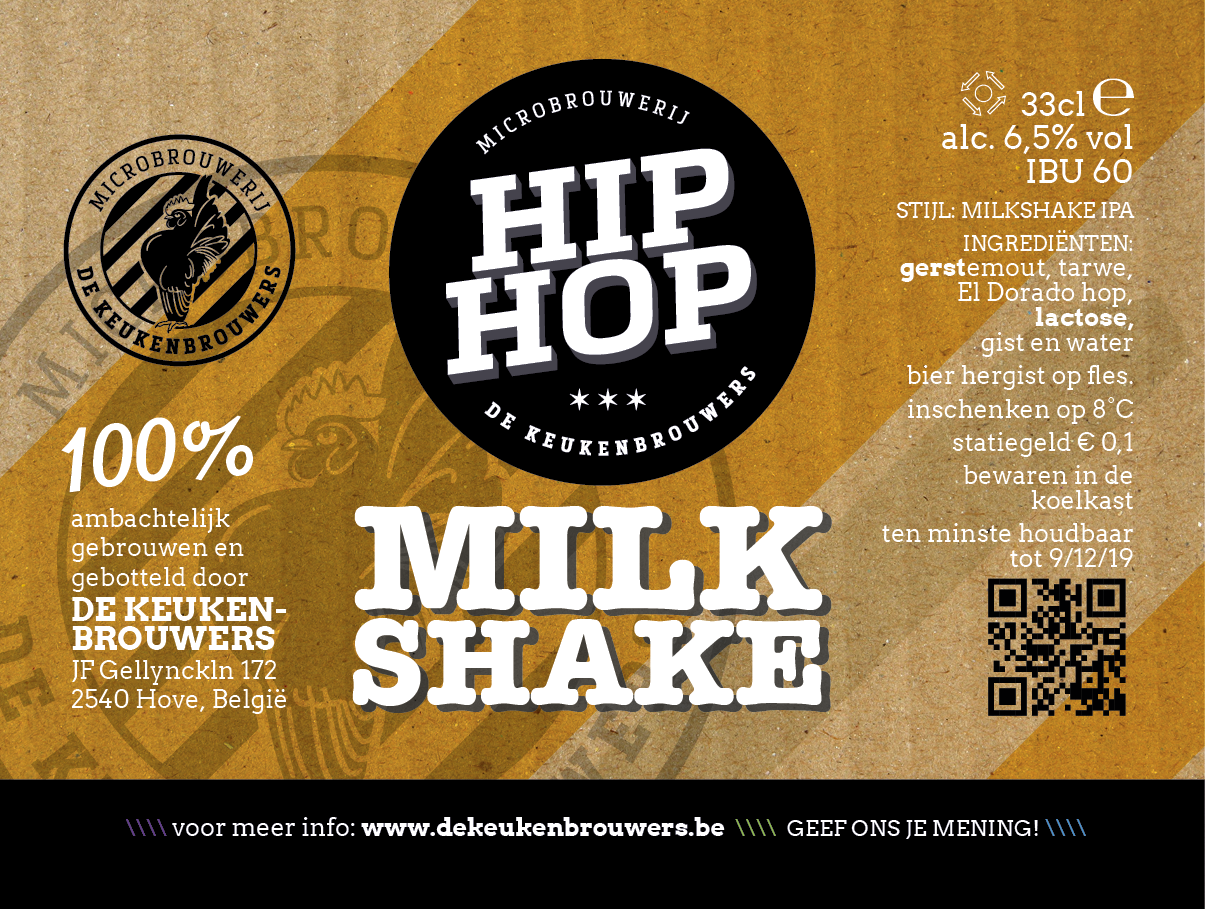 MICROBROUWERIJ
DE KEUKENBROUWERS
100%
ambachtelijk
gebrouwen en
gebotteld door
DE KEUKEN-
BROUWERS
JF Gellynckln 172
2540 Hove, België
MICROBROUWERIJ
HIP
HOP
DE KEUKENBROUWERS
MILK
SHAKE
33cl ℮
alc. 6,5% vol
IBU 60
STIJL: MILKSHAKE IPA
INGREDIËNTEN:
gerstemout, tarwe,
El Dorado hop,
lactose,
gist en water
bier hergist op fles.
inschenken op 8°C
statiegeld € 0,1
bewaren in de
koelkast
ten minste houdbaar
tot 9/12/19
\\\\ voor meer info: www.dekeukenbrouwers.be \\\\ GEEF ONS JE MENING! \\\\